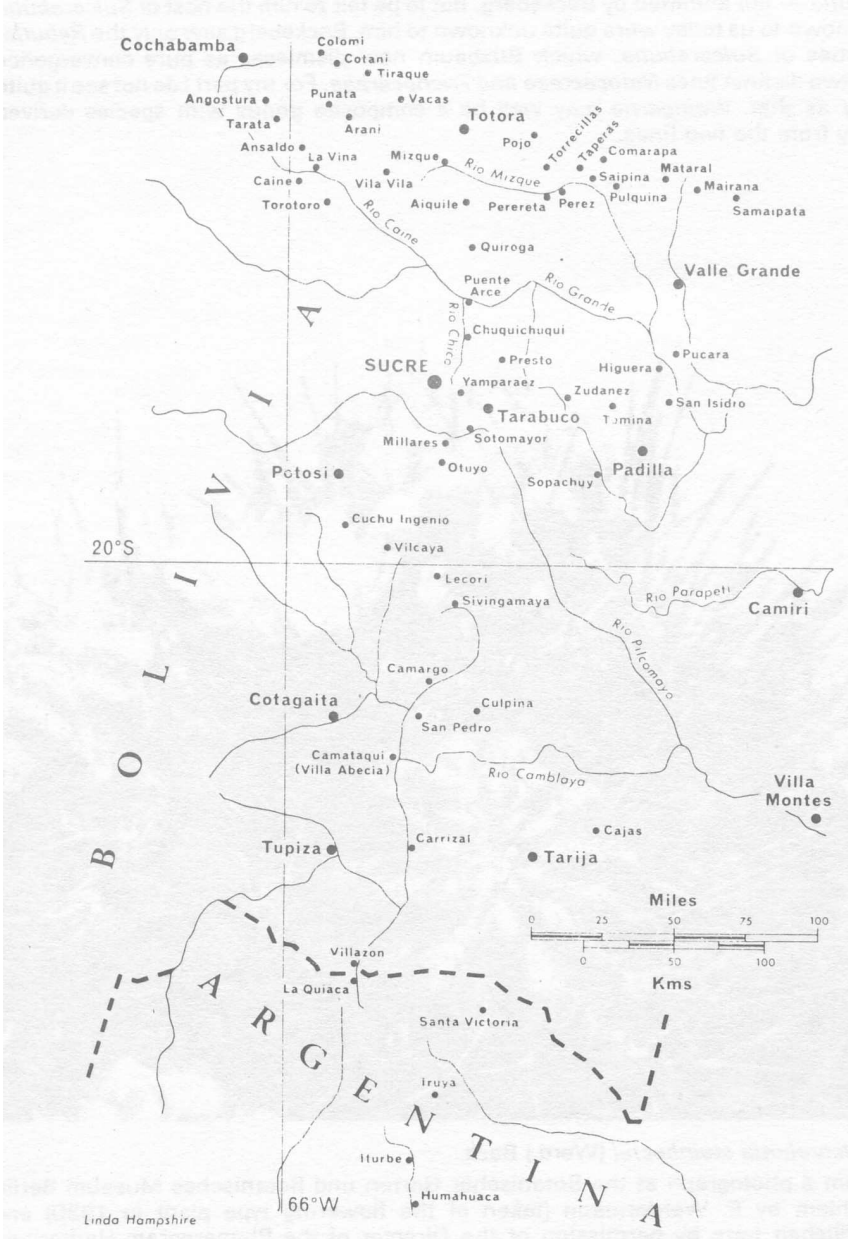 Colomi
Cochabamba
Cotani
Tiraque
Angostura
Punata
Vacas
Tarata
Arani
Totora
Pojo
Torrecillas
Taperas
Ansaldo
La Vina
Mizque
Rio Mizque
Comarapa
Caine
Vila Vila
Saipina
Mataral
Mairana
Torotoro
Rio Caine
Aiquile
Perereta
Perez
Pulquina
Samaipata
Quiroga
Valle Grande
Puente
Arce
Rio Grande
Rio Chico
Chuquichuqui
SUCRE
Presto
Higuera
Pucara
Yamparaez
Zudanez
San Isidro
Tarabuco
Millares
Sotomayor
Potosi
Otuyo
Sopachuy
Padilla
Cuchu Ingenio
20°S
Vilcaya
Lecori
Sivingamaya
Rio Parapeti
Camiri
Rio Pilcomayo
Camargo
Cotagaita
Culpina
San Pedro
Camataqui
(Villa Abecia)
Rio Camblaya
Villa
Montes
Tupiza
Carrizal
Cajas
Tarija
BOLIVIA
Miles
0 25 50 75 100
0 50 100
Kms
Villazon
La Quiaca
Santa Victoria
Iruya
ARGENTINA
Iturbe
66°W
Humahuaca
Linda Hampshire